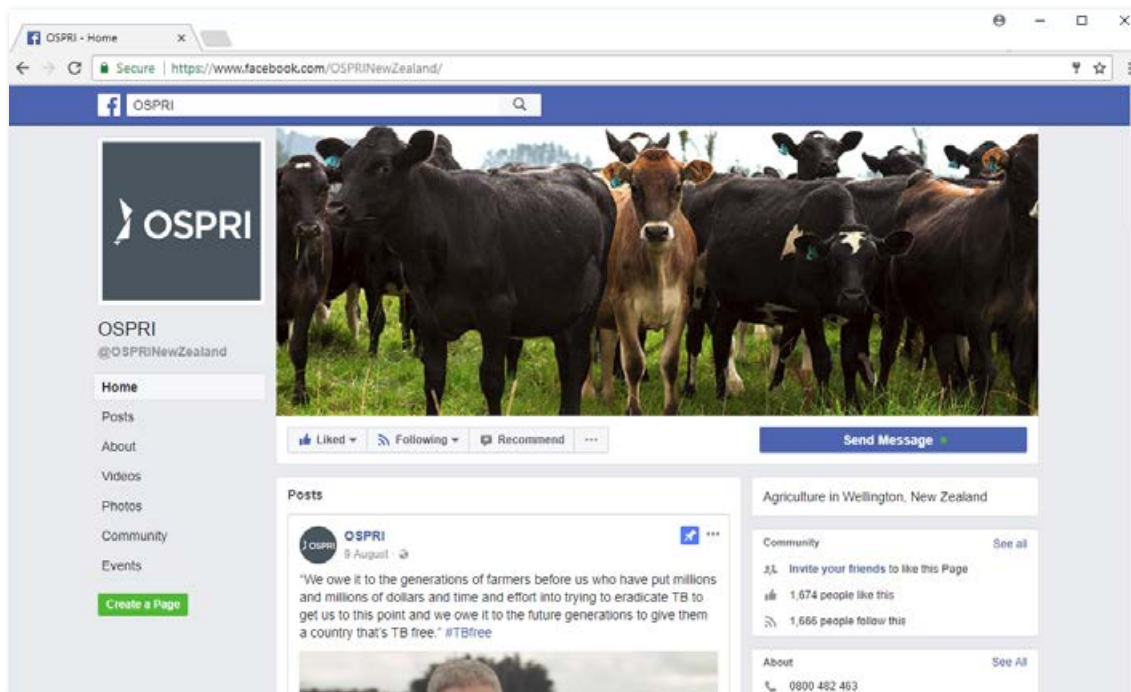 OSPRI - Home
Secure | https://www.facebook.com/OSPRINewZealand/
OSPRI
OSPRI
OSPRI
@OSPRINewZealand
Home
Posts
About
Videos
Photos
Community
Events
Create a Page
Liked
Following
Recommend
Send Message
Posts
OSPRI
OSPRI
9 August
"We owe it to the generations of farmers before us who have put millions
and millions of dollars and time and effort into trying to eradicate TB to
get us to this point and we owe it to the future generations to give them
a country that's TB free." #TBfree
Agriculture in Wellington, New Zealand
Community See all
Invite your friends to like this Page
1,674 people like this
1,666 people follow this
About See All
0800 482 463